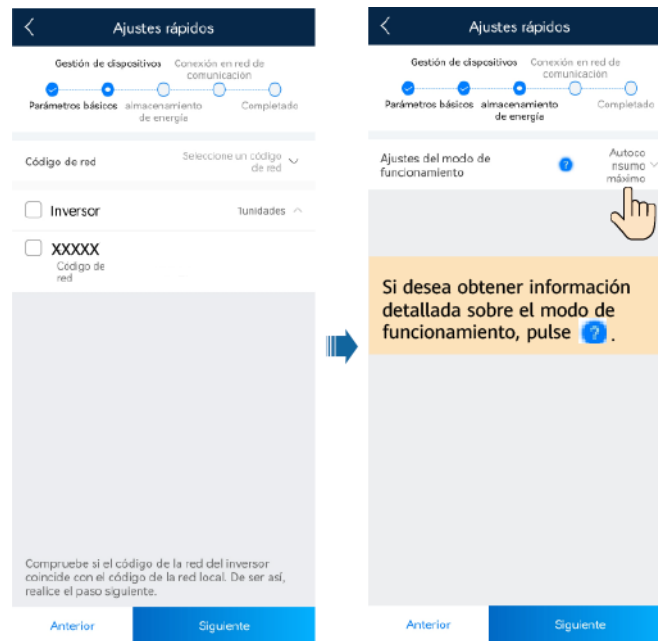 Ajustes rápidos
Gestión de dispositivos
Conexión en red de
comunicación
Parámetros básicos
almacenamiento
de energía
Completado
Código de red
Seleccione un código
de red
Inversor
1unidades
XXXXX
Código de
red
Compruebe si el código de la red del inversor
coincide con el código de la red local. De ser así,
realice el paso siguiente.
Anterior
Siguiente
Ajustes rápidos
Gestión de dispositivos
Conexión en red de
comunicación
Parámetros básicos
almacenamiento
de energía
Completado
Ajustes del modo de
funcionamiento
?
Autoco
nsumo
máximo
Si desea obtener información
detallada sobre el modo de
funcionamiento, pulse ? .
Anterior
Siguiente